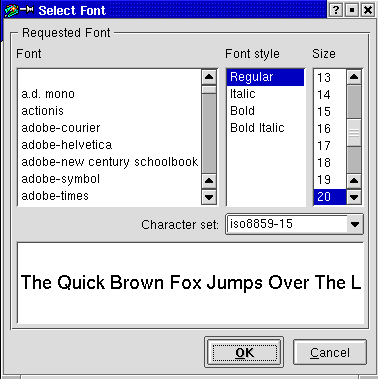 Select Font
Requested Font
Font
Font style
Size
a.d. mono
actionis
adobe-courier
adobe-helvetica
adobe-new century schoolbook
adobe-symbol
adobe-times
Regular
Italic
Bold
Bold Italic
13
14
15
16
17
18
19
20
Character set: iso8859-15
The Quick Brown Fox Jumps Over The L
OK
Cancel